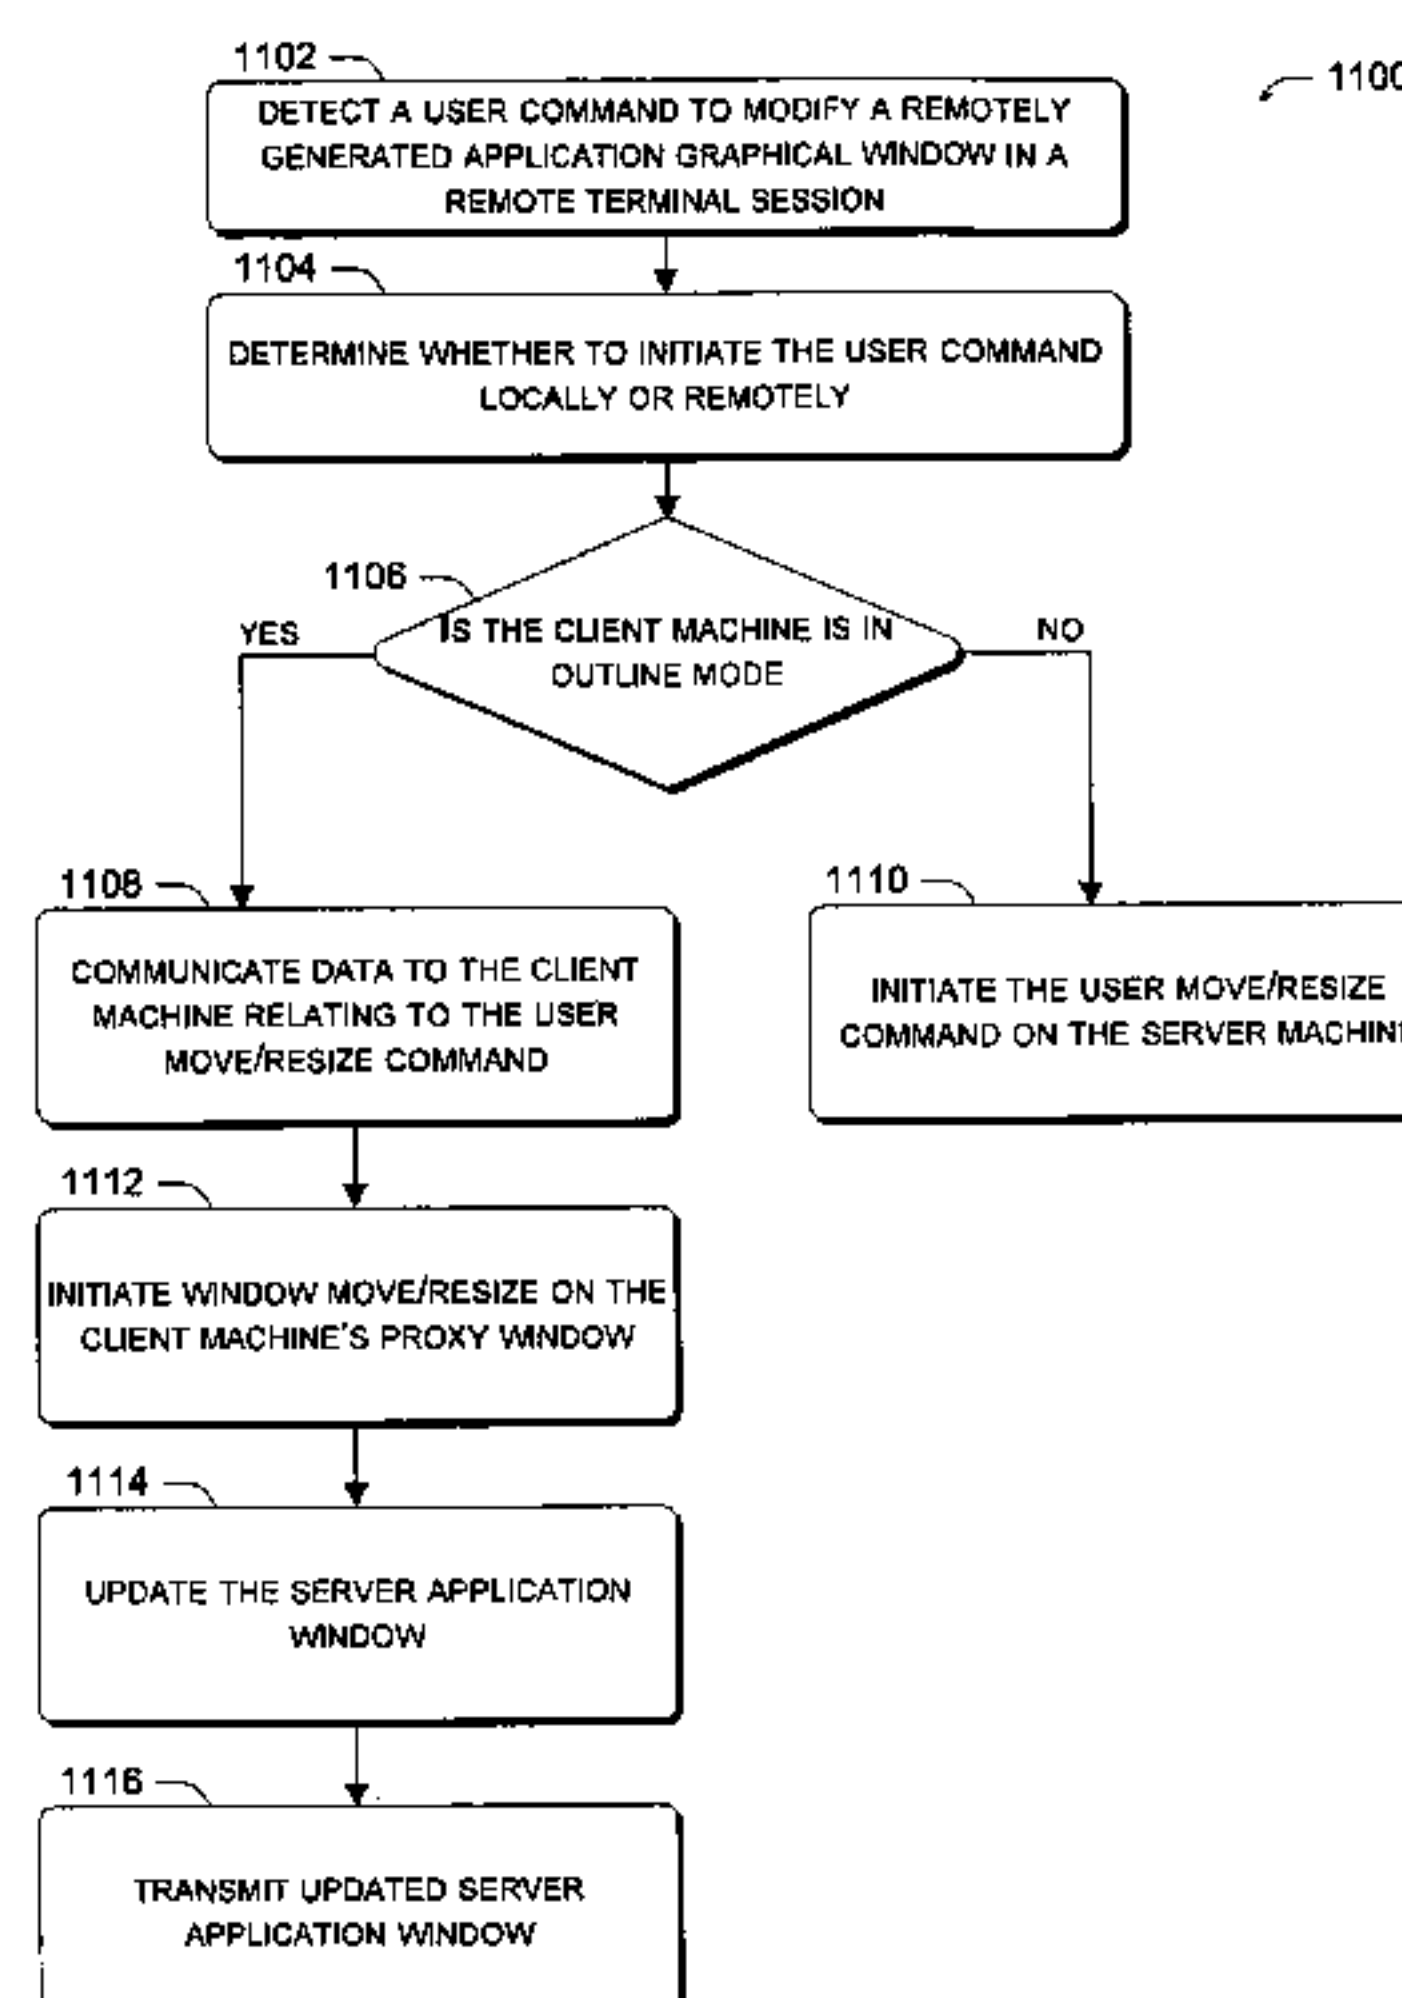 1102
1100
DETECT A USER COMMAND TO MODIFY A REMOTELY
GENERATED APPLICATION GRAPHICAL WINDOW IN A
REMOTE TERMINAL SESSION
1104
DETERMINE WHETHER TO INITIATE THE USER COMMAND
LOCALLY OR REMOTELY
1106
YES
IS THE CLIENT MACHINE IS IN
OUTLINE MODE
NO
1108
COMMUNICATE DATA TO THE CLIENT
MACHINE RELATING TO THE USER
MOVE/RESIZE COMMAND
1110
INITIATE THE USER MOVE/RESIZE
COMMAND ON THE SERVER MACHINE
1112
INITIATE WINDOW MOVE/RESIZE ON THE
CLIENT MACHINE'S PROXY WINDOW
1114
UPDATE THE SERVER APPLICATION
WINDOW
1116
TRANSMIT UPDATED SERVER
APPLICATION WINDOW